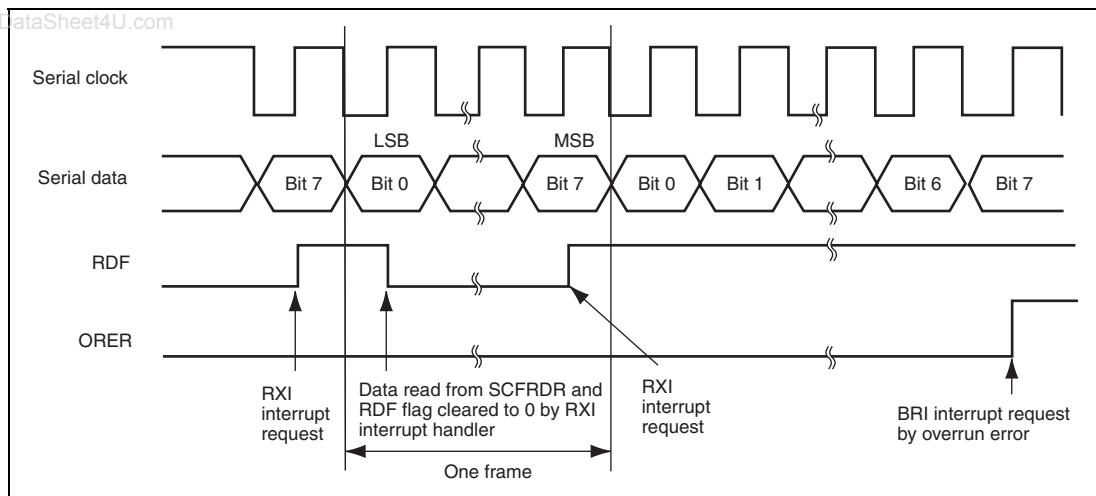 DataSheet4U.com
Serial clock
LSB
MSB
Serial data
Bit 7
Bit 0
Bit 7
Bit 0
Bit 1
Bit 6
Bit 7
RDF
ORER
RXI
interrupt
request
Data read from SCFRDR and
RDF flag cleared to 0 by RXI
interrupt handler
RXI
interrupt
request
BRI interrupt request
by overrun error
One frame